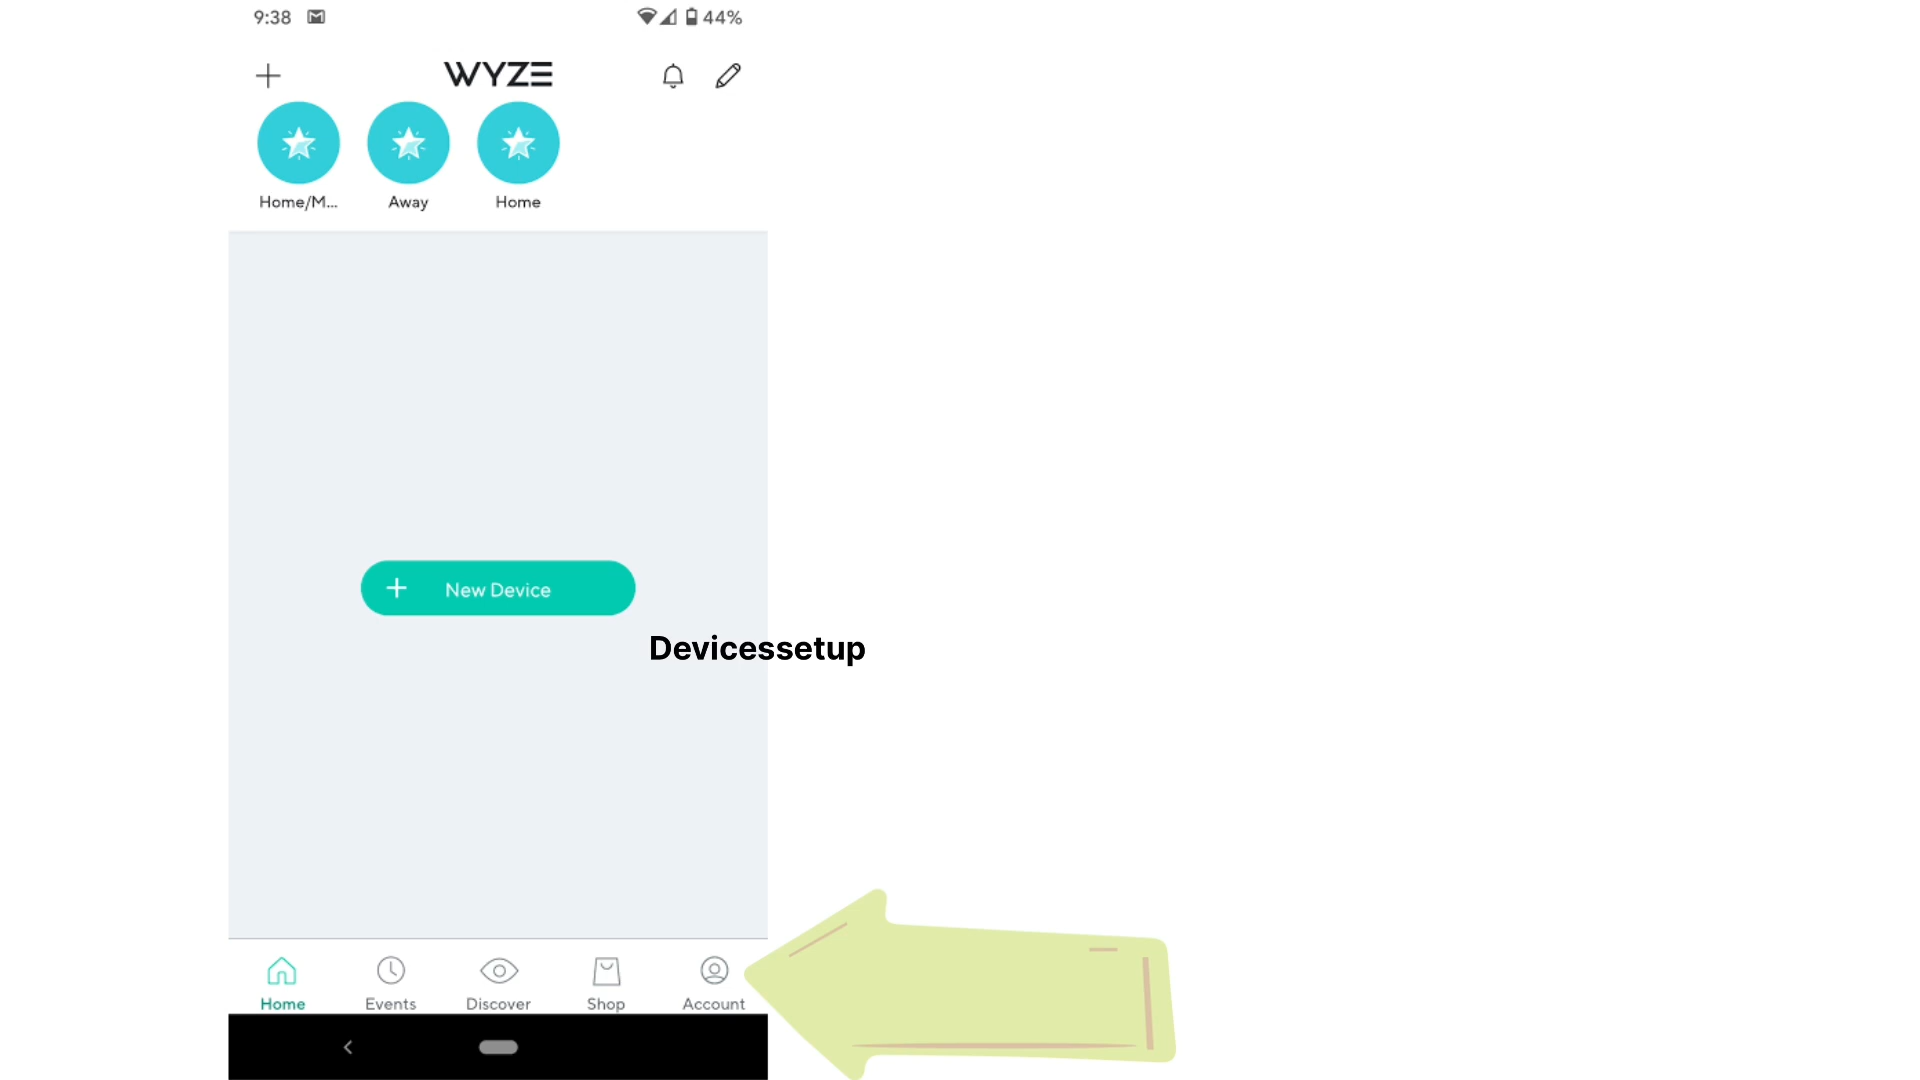 9:38 44%
WYZE
Home/M... Away Home
New Device
Devicessetup
Home Events Discover Shop Account